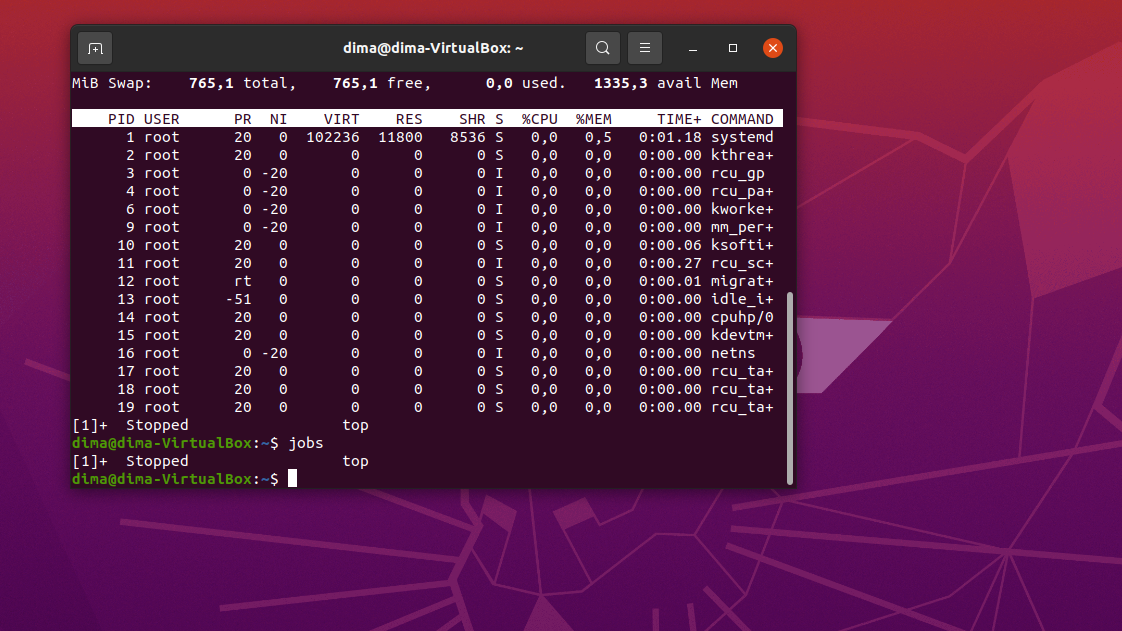 dima@dima-VirtualBox: ~
MiB Swap:    765,1 total,    765,1 free,      0,0 used.   1335,3 avail Mem
    PID USER      PR  NI    VIRT    RES    SHR S  %CPU  %MEM     TIME+ COMMAND
      1 root      20   0  102236  11800   8536 S   0,0   0,5   0:01.18 systemd
      2 root      20   0       0      0      0 S   0,0   0,0   0:00.00 kthrea+
      3 root       0 -20       0      0      0 I   0,0   0,0   0:00.00 rcu_gp
      4 root       0 -20       0      0      0 I   0,0   0,0   0:00.00 rcu_pa+
      6 root       0 -20       0      0      0 I   0,0   0,0   0:00.00 kworke+
      9 root       0 -20       0      0      0 I   0,0   0,0   0:00.00 mm_per+
     10 root      20   0       0      0      0 S   0,0   0,0   0:00.06 ksofti+
     11 root      20   0       0      0      0 I   0,0   0,0   0:00.27 rcu_sc+
     12 root      rt   0       0      0      0 S   0,0   0,0   0:00.01 migrat+
     13 root     -51   0       0      0      0 S   0,0   0,0   0:00.00 idle_i+
     14 root      20   0       0      0      0 S   0,0   0,0   0:00.00 cpuhp/0
     15 root      20   0       0      0      0 S   0,0   0,0   0:00.00 kdevtm+
     16 root       0 -20       0      0      0 I   0,0   0,0   0:00.00 netns
     17 root      20   0       0      0      0 S   0,0   0,0   0:00.00 rcu_ta+
     18 root      20   0       0      0      0 S   0,0   0,0   0:00.00 rcu_ta+
     19 root      20   0       0      0      0 S   0,0   0,0   0:00.00 rcu_ta+
[1]+  Stopped                 top
dima@dima-VirtualBox:~$ jobs
[1]+  Stopped                 top
dima@dima-VirtualBox:~$